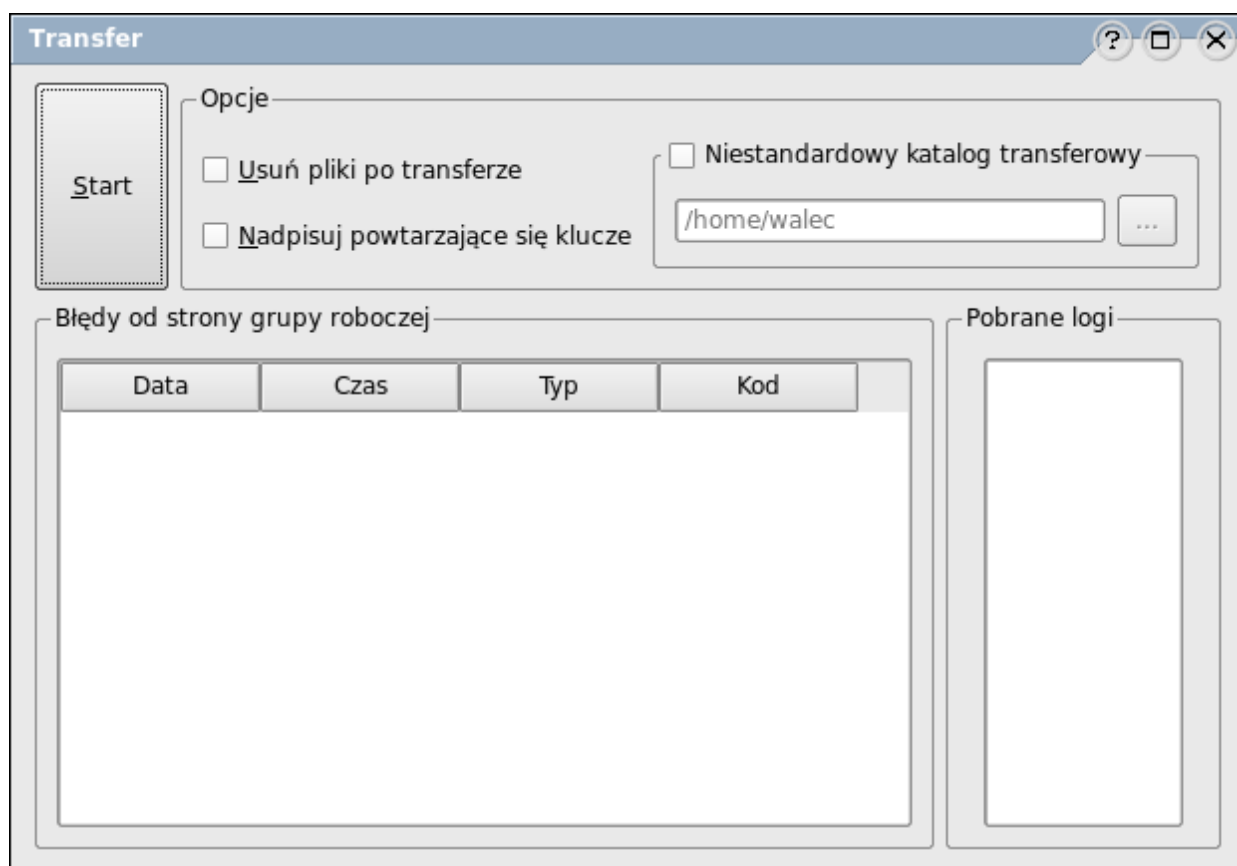 Transfer
Start
Opcje
Usuń pliki po transferze
Nadpisuj powtarzające się klucze
Niestandardowy katalog transferowy
/home/walec
...
Błędy od strony grupy roboczej
Data Czas Typ Kod
Pobrane logi